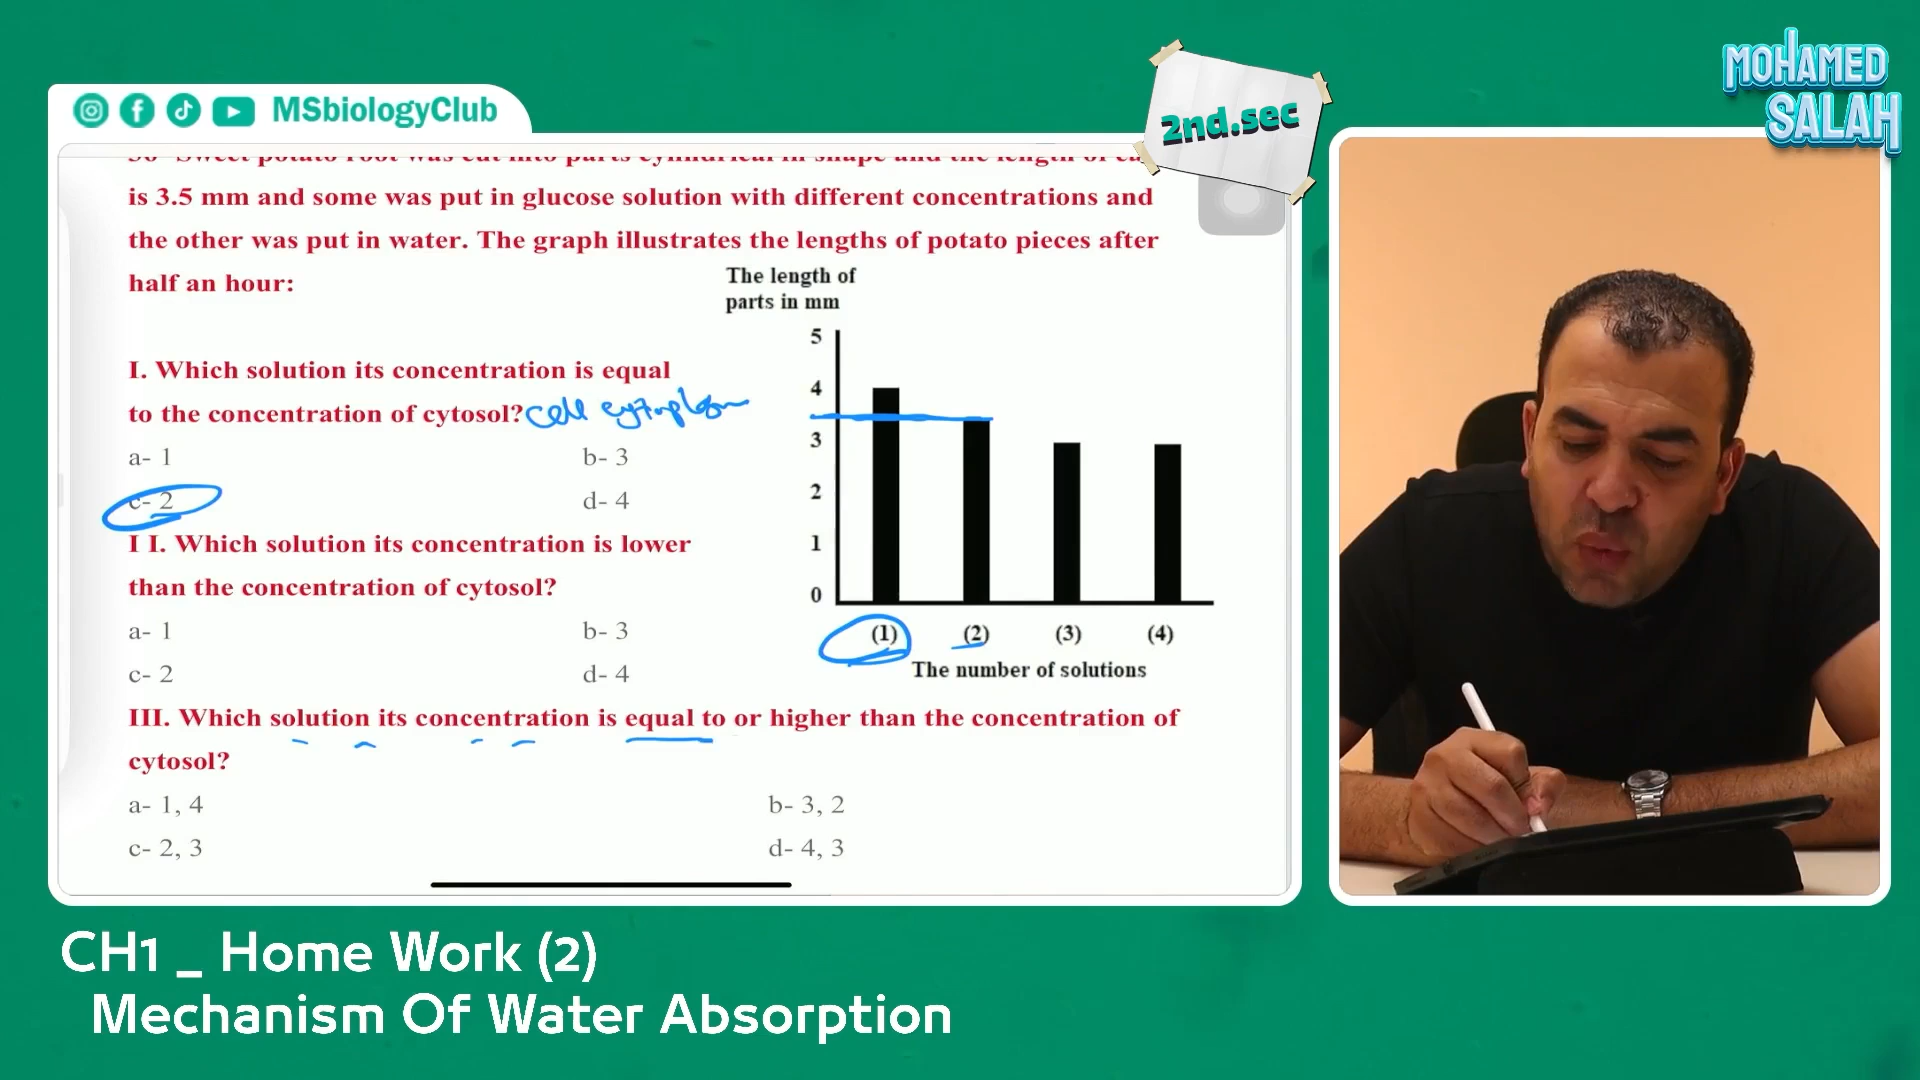 MOHAMED
SALAH
2nd.sec
MSbiologyClub
is 3.5 mm and some was put in glucose solution with different concentrations and
the other was put in water. The graph illustrates the lengths of potato pieces after
half an hour:
The length of
parts in mm
I. Which solution its concentration is equal
to the concentration of cytosol? cell cytoplasm
a- 1
b- 3
c- 2
d- 4
I I. Which solution its concentration is lower
than the concentration of cytosol?
a- 1
b- 3
c- 2
d- 4
5
4
3
2
1
0
(1) (2) (3) (4)
The number of solutions
III. Which solution its concentration is equal to or higher than the concentration of
cytosol?
a- 1, 4
b- 3, 2
c- 2, 3
d- 4, 3
CH1 _ Home Work (2)
Mechanism Of Water Absorption